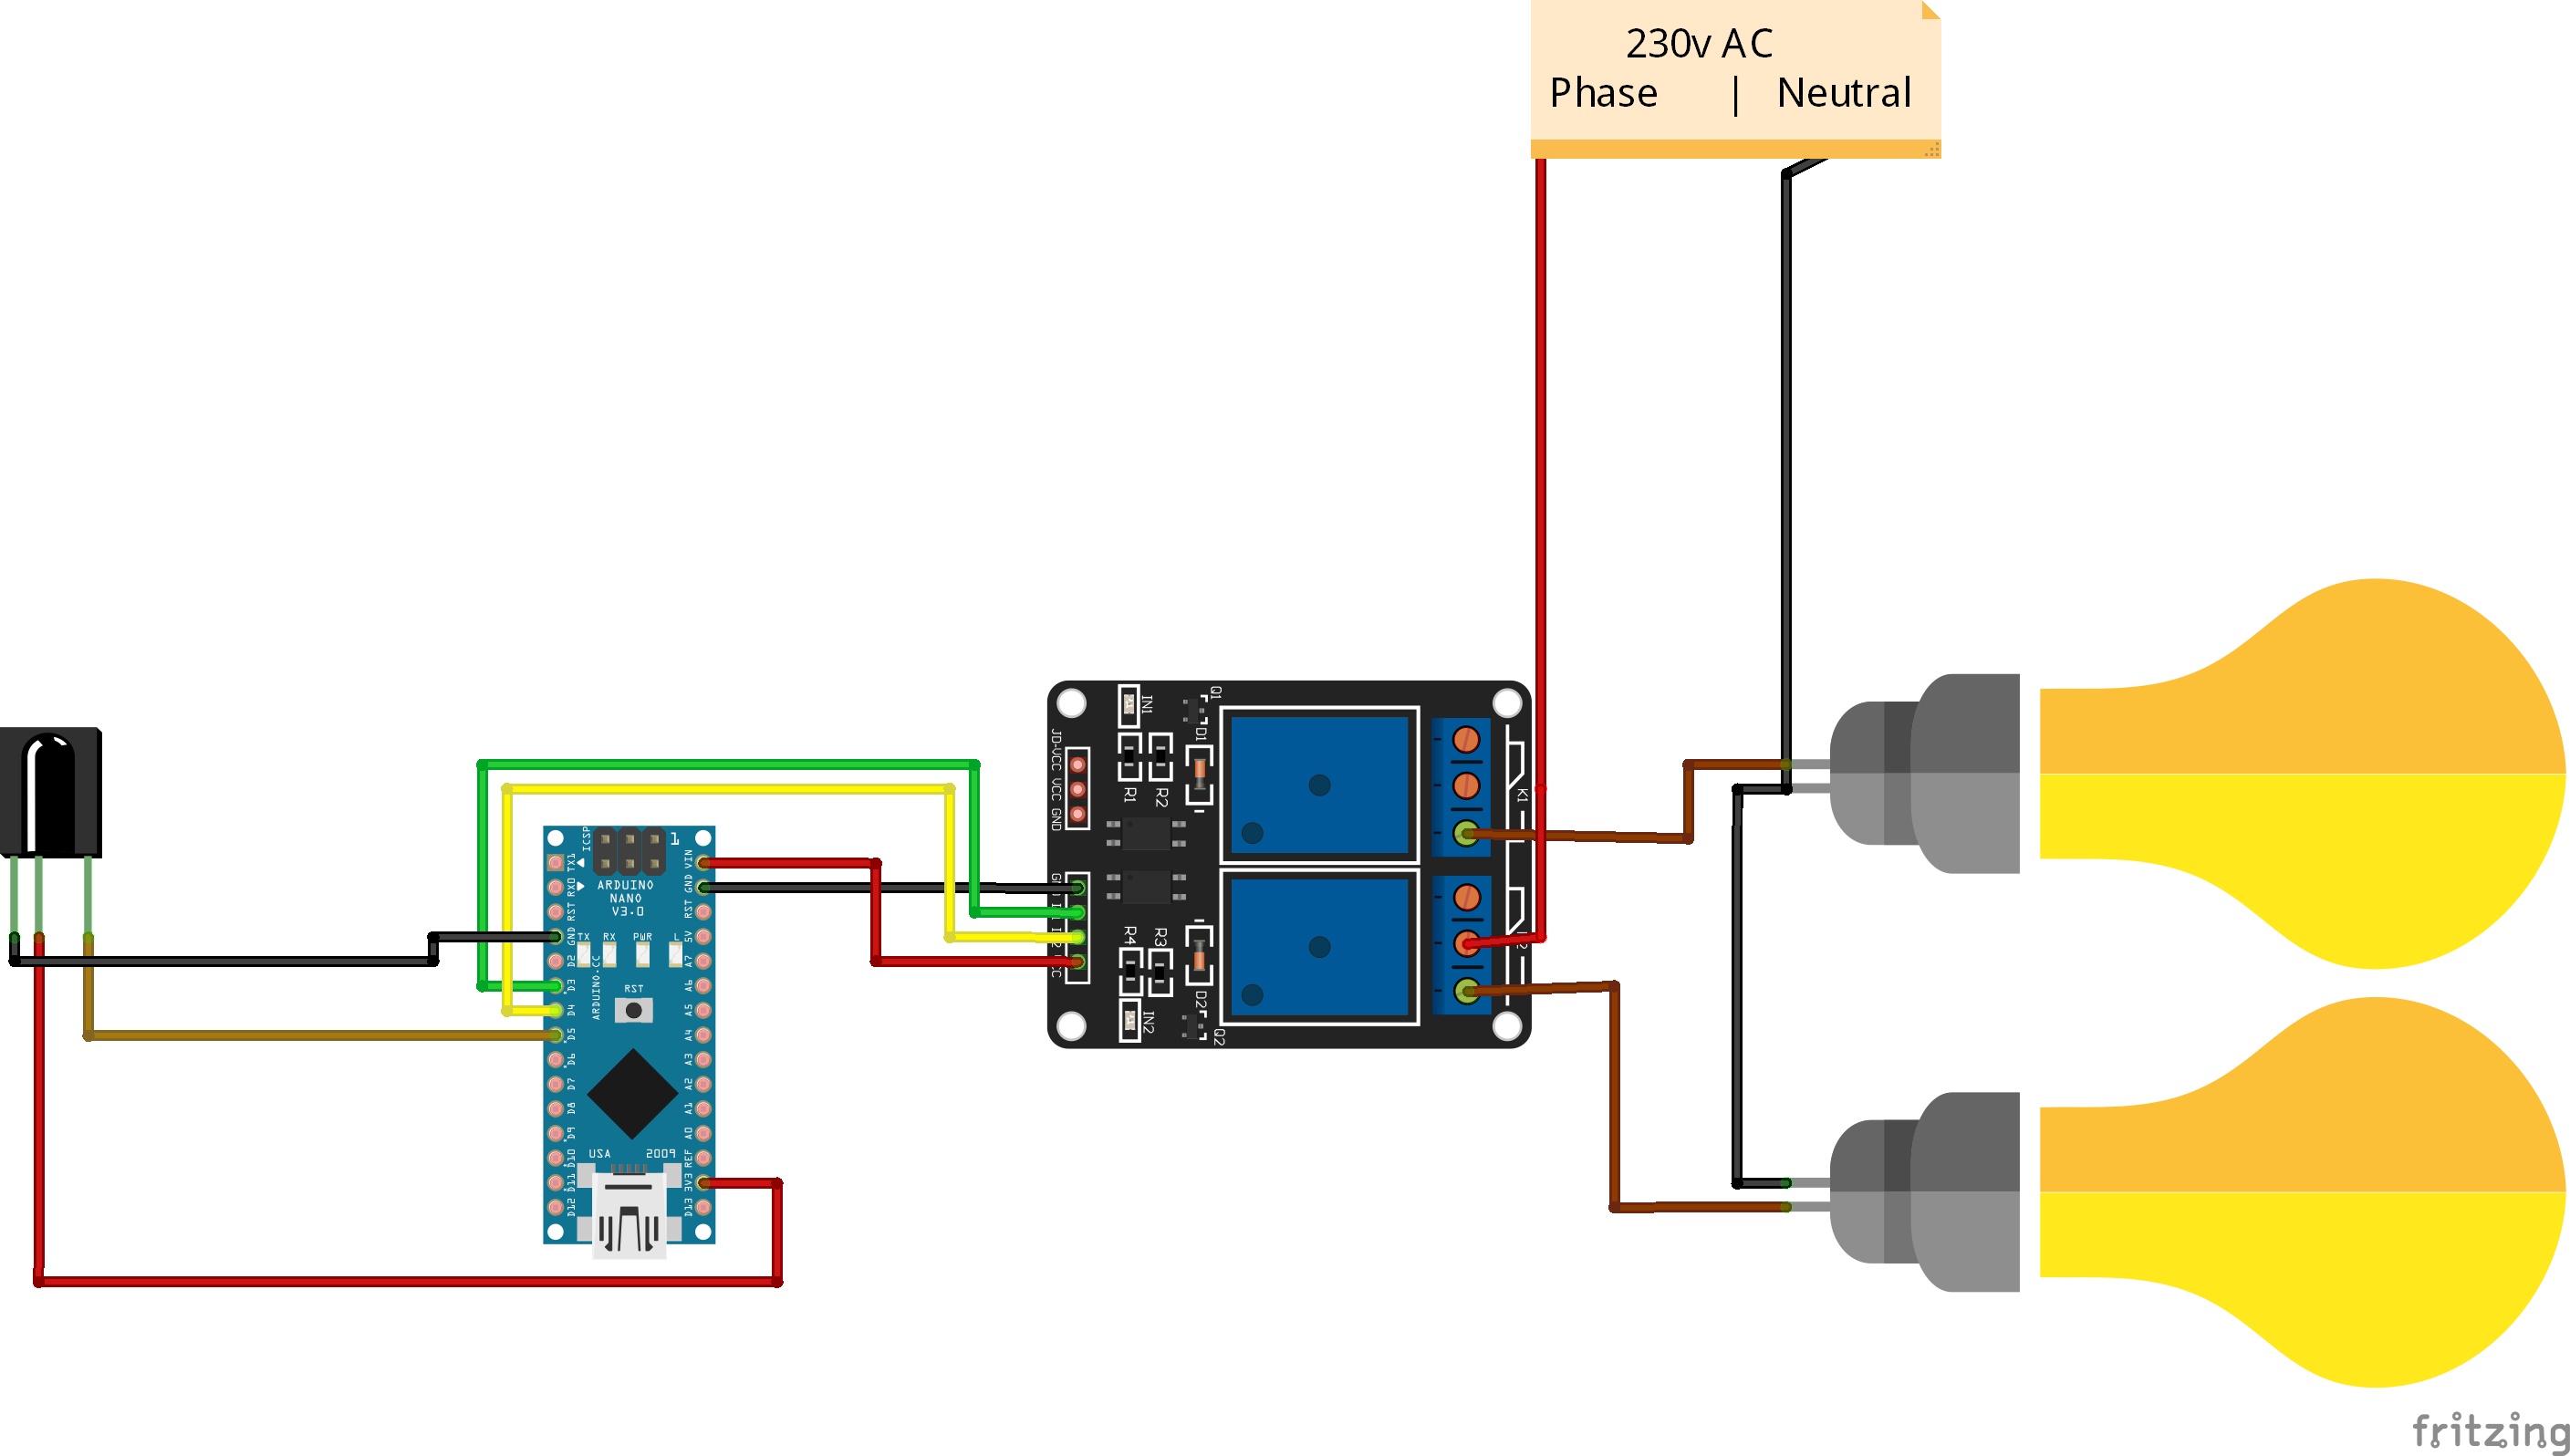 230v AC
Phase | Neutral
ICSP
1
TX1
RX0
RST
GND
D2
D3
D4
D5
D6
D7
D8
D9
D10
D11
D12
ARDUINO
NANO
V3.0
TX RX PWR L
RST
ARDUINO.CC
USA 2009
VIN
GND
RST
5V
A7
A6
A5
A4
A3
A2
A1
A0
REF
3V3
D13
IN1
Q1
D1
JD-VCC VCC GND
R1 R2
K1
R4 R3
D2
IN2
Q2
fritzing